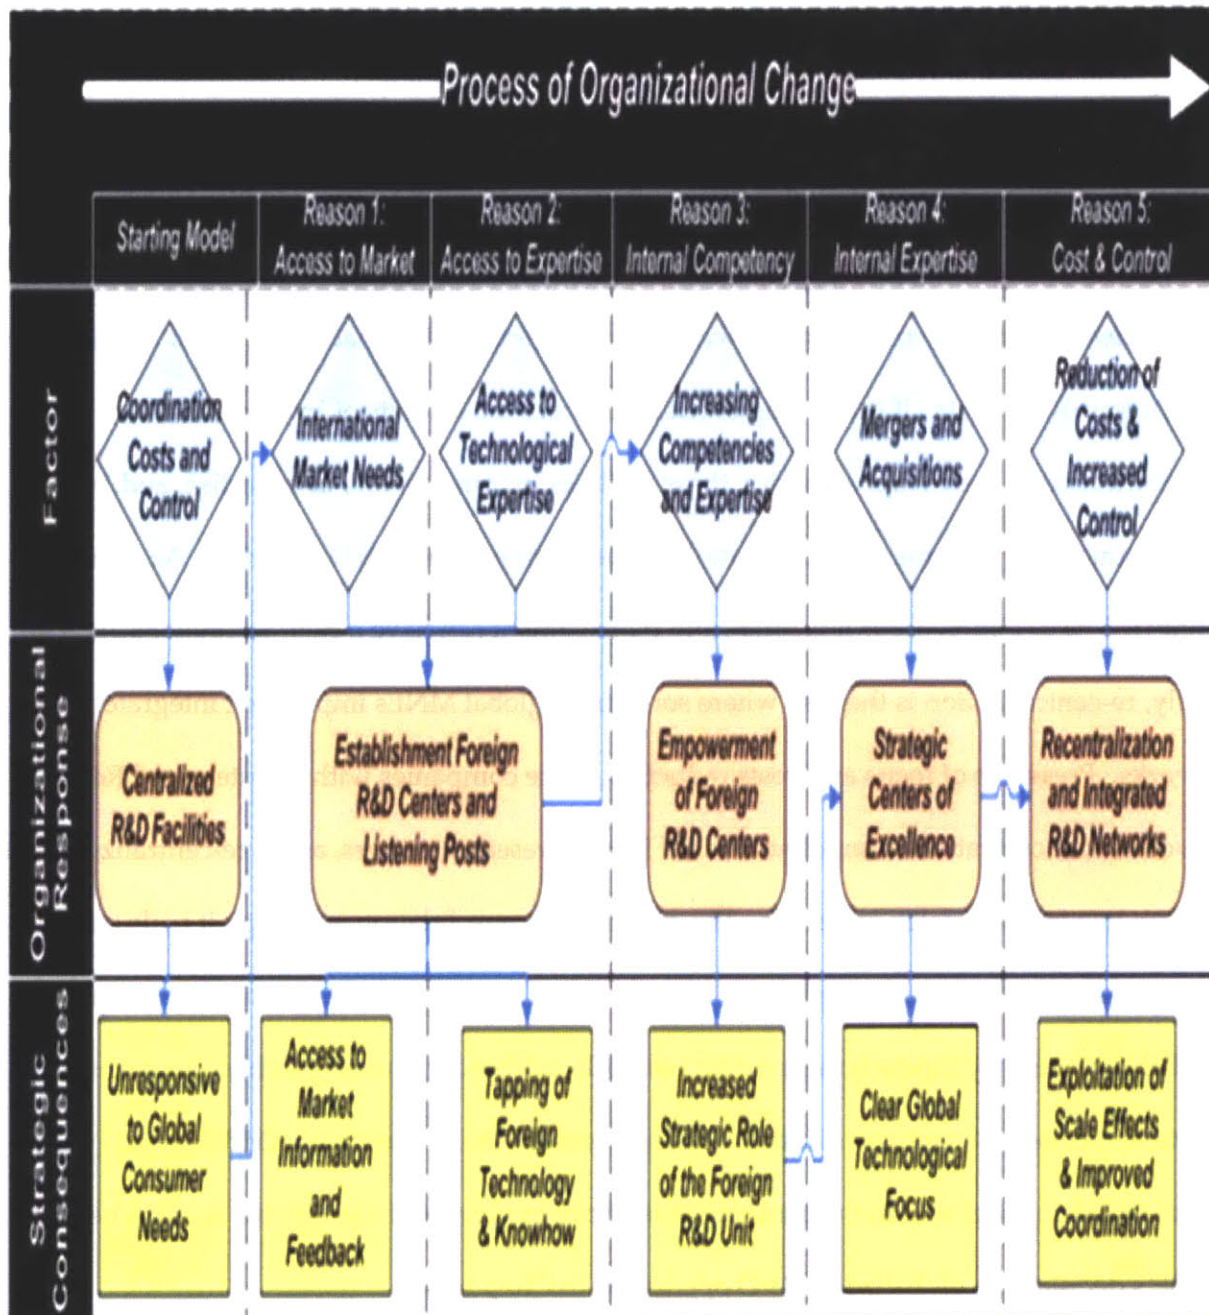 Process of Organizational Change
Starting Model
Reason 1:
Access to Market
Reason 2:
Access to Expertise
Reason 3:
Internal Competency
Reason 4:
Internal Expertise
Reason 5:
Cost & Control
Factor
Coordination
Costs and
Control
International
Market Needs
Access to
Technological
Expertise
Increasing
Competencies
and Expertise
Mergers and
Acquisitions
Reduction of
Costs &
Increased
Control
Organizational
Response
Centralized
R&D Facilities
Establishment Foreign
R&D Centers and
Listening Posts
Empowerment
of Foreign
R&D Centers
Strategic
Centers of
Excellence
Recentralization
and Integrated
R&D Networks
Strategic
Consequences
Unresponsive
to Global
Consumer
Needs
Access to
Market
Information
and
Feedback
Tapping of
Foreign
Technology
& Knowhow
Increased
Strategic Role
of the Foreign
R&D Unit
Clear Global
Technological
Focus
Exploitation of
Scale Effects
& Improved
Coordination